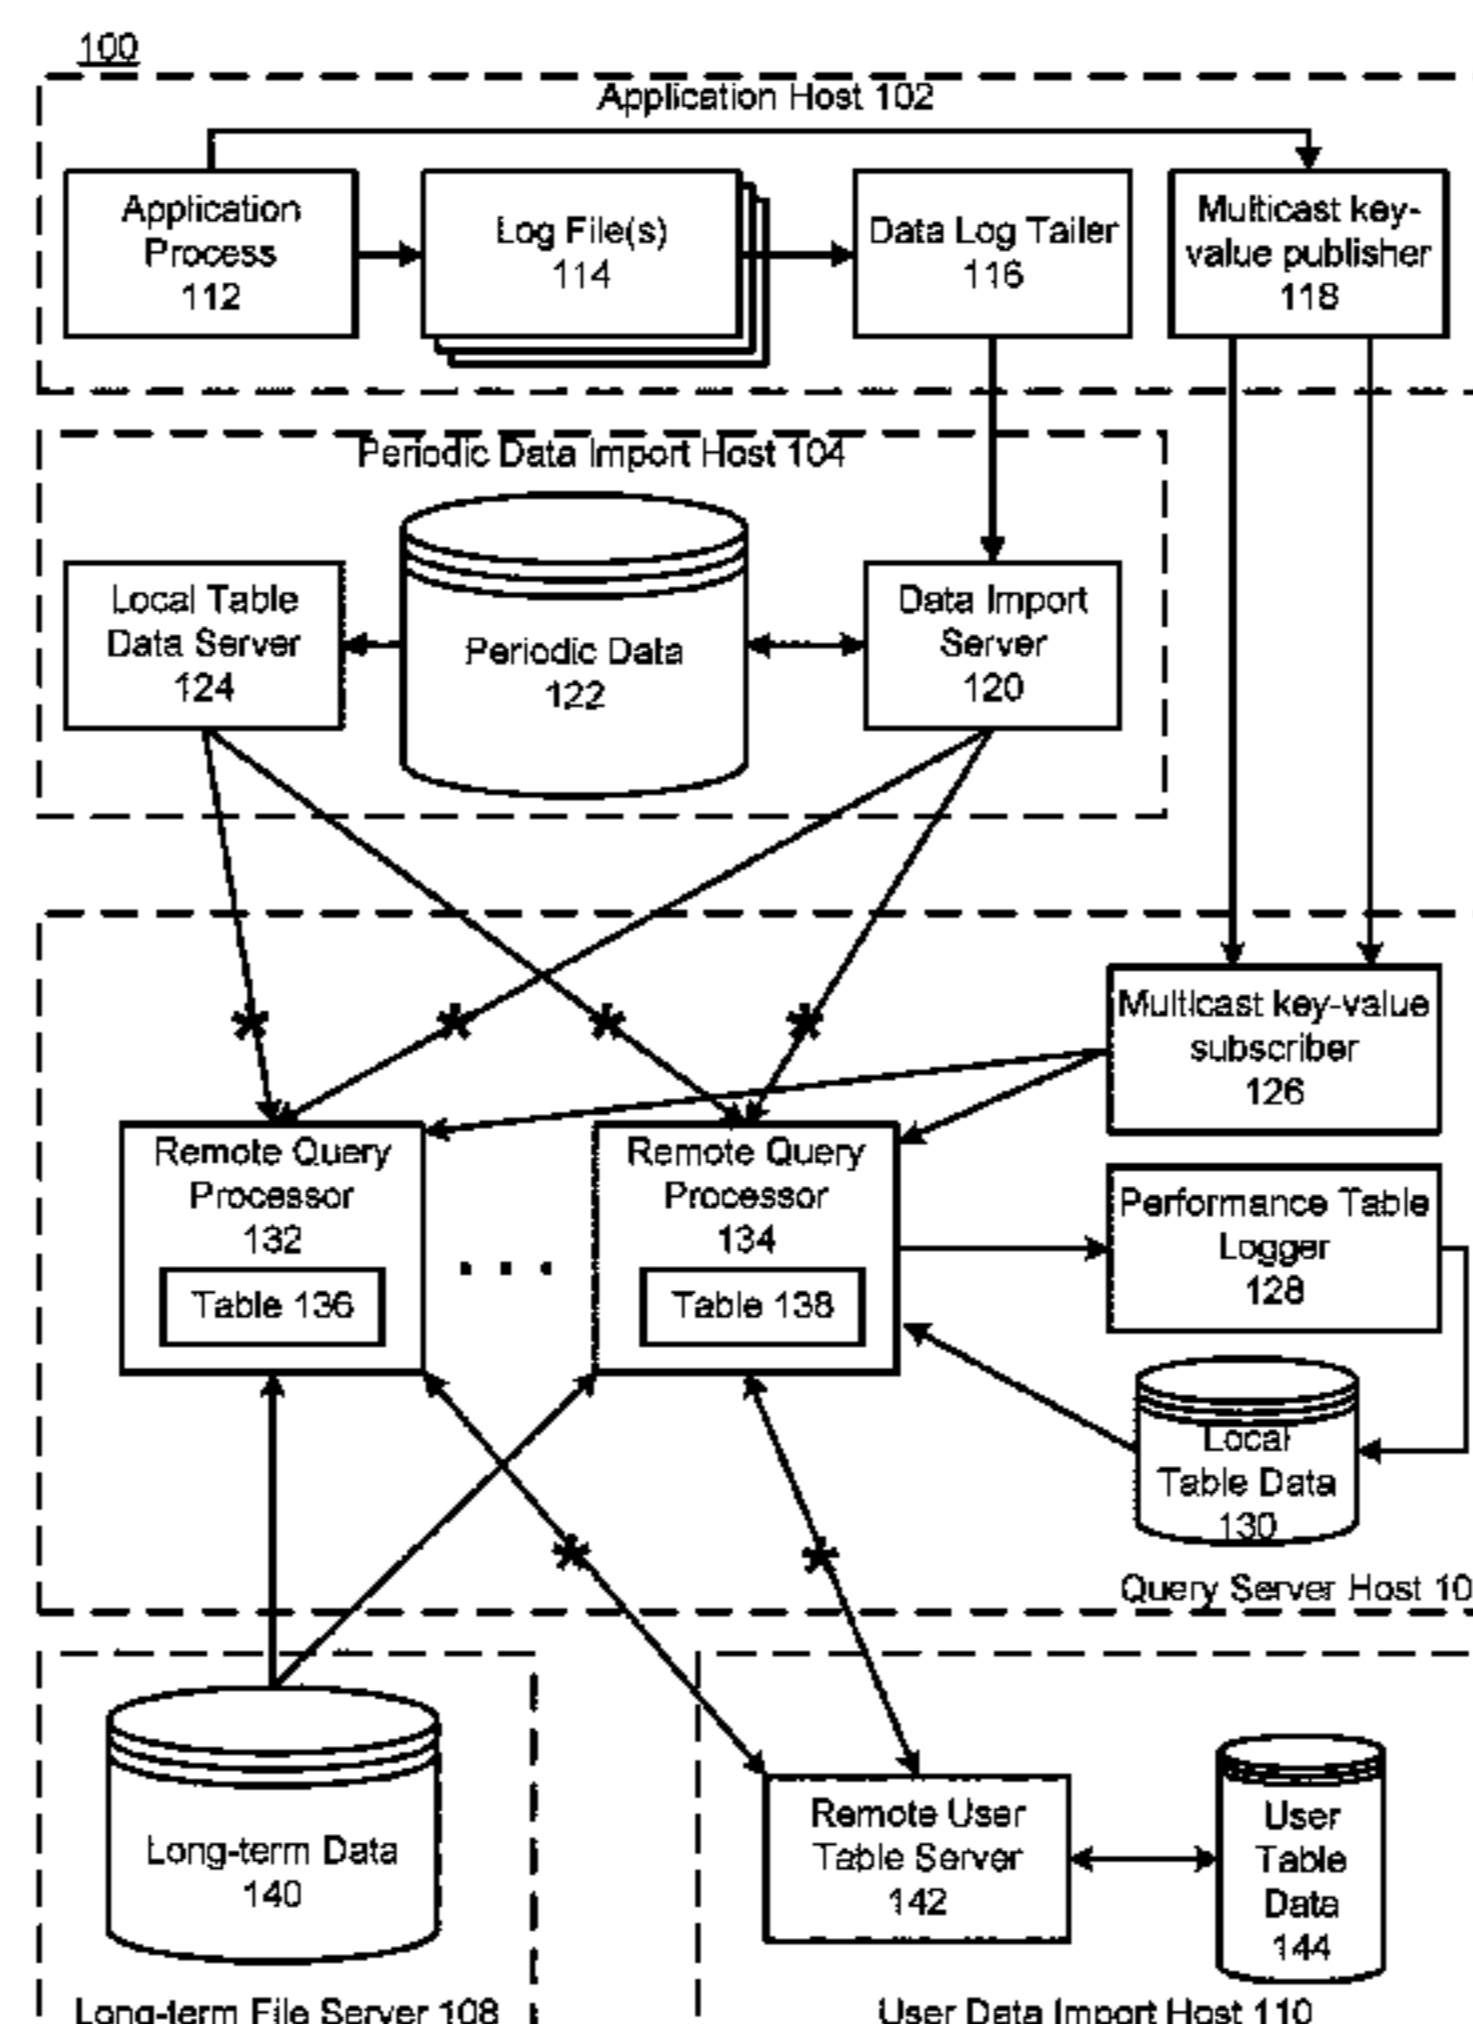 100
Application Host 102
Application
Process
112
Log File(s)
114
Data Log Tailer
116
Multicast key-
value publisher
118
Periodic Data Import Host 104
Local Table
Data Server
124
Periodic Data
122
Data Import
Server
120
Multicast key-value
subscriber
126
Remote Query
Processor
132
Table 136
. . .
Remote Query
Processor
134
Table 138
Performance Table
Logger
128
Local
Table Data
130
Query Server Host 10
Long-term Data
140
Long-term File Server 108
Remote User
Table Server
142
User
Table
Data
144
User Data Import Host 110